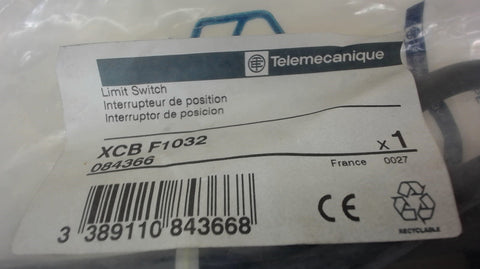 Telemecanique
Limit Switch
Interrupteur de position
Interruptor de posicion
XCB F1032
084366
x 1
France 0027
3 389110 843668
CE
RECYCLABLE